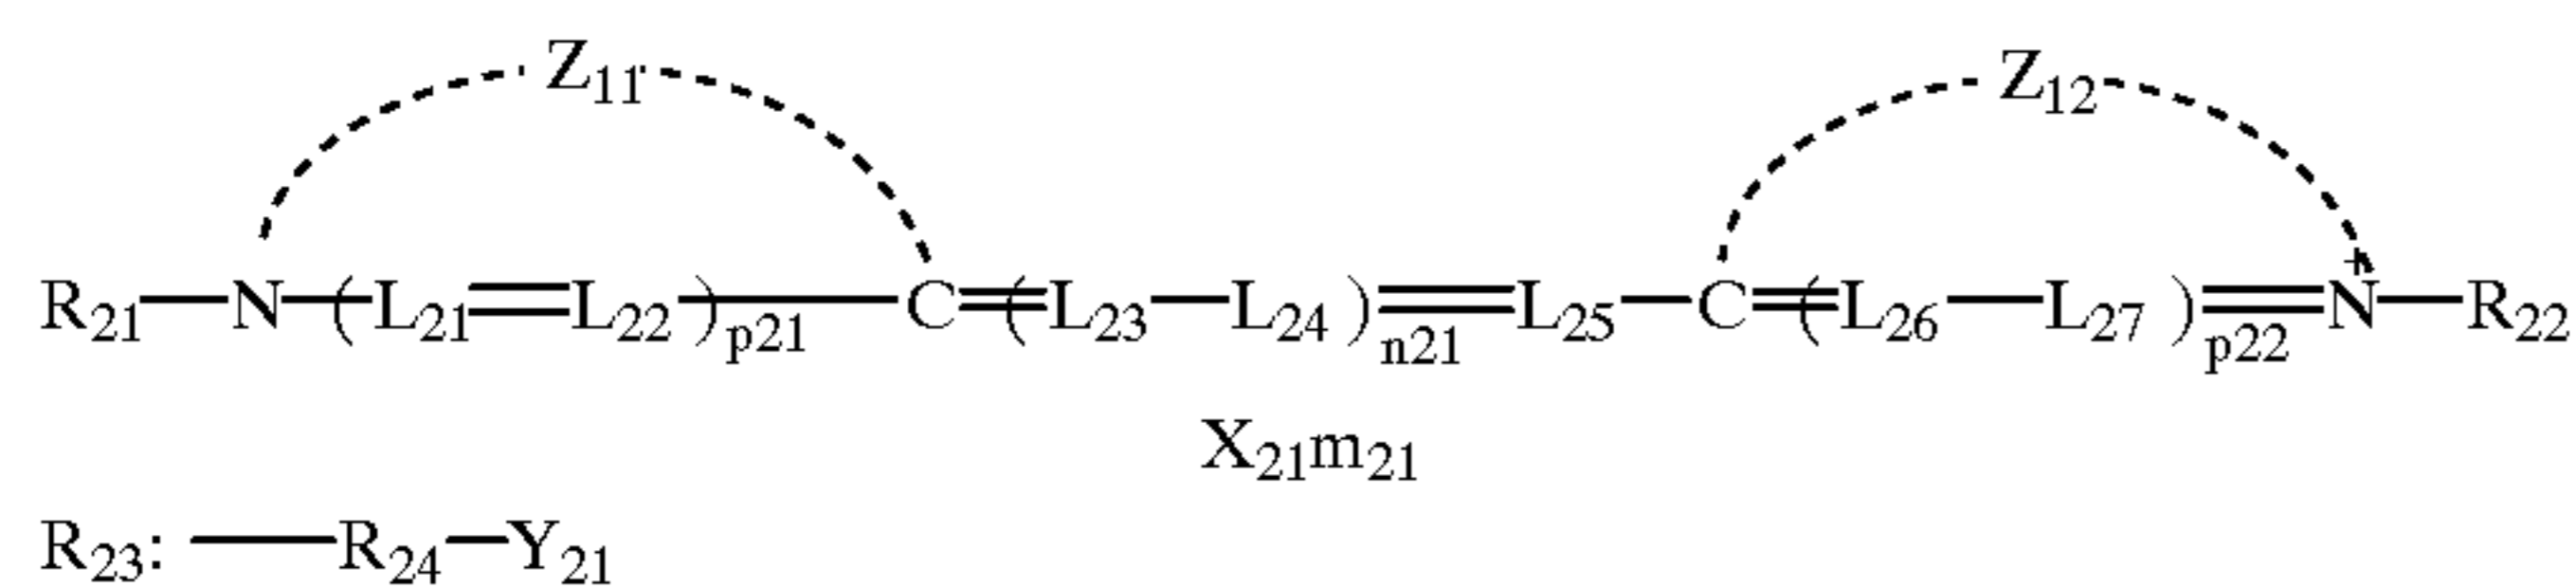 Z11 Z12
R21—N—(L21=L22)p21—C=(L23—L24)n21=L25—C=(L26—L27)p22=N+—R22
X21m21
R23: —R24—Y21